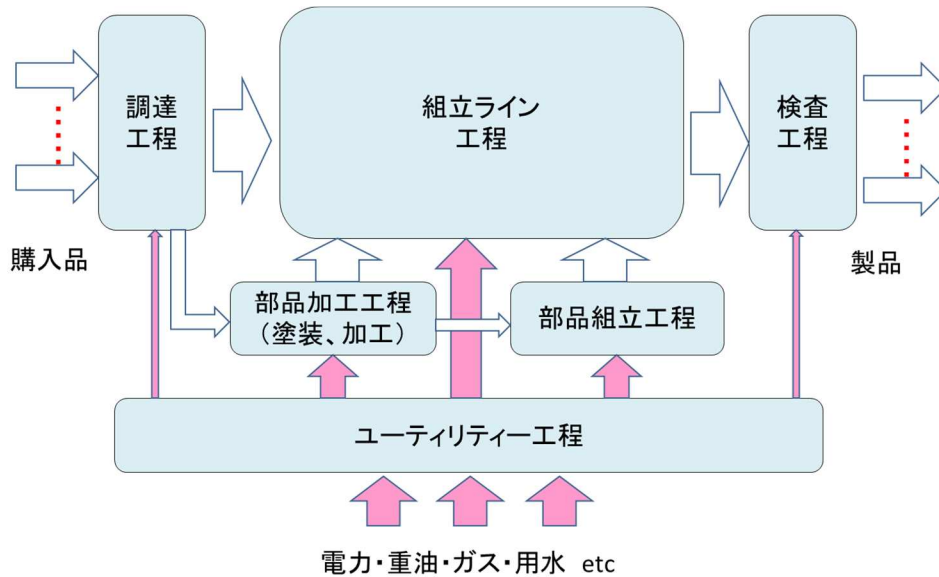 調達
工程
組立ライン
工程
検査
工程
購入品
製品
部品加工工程
（塗装、加工）
部品組立工程
ユーティリティー工程
電力・重油・ガス・用水 etc